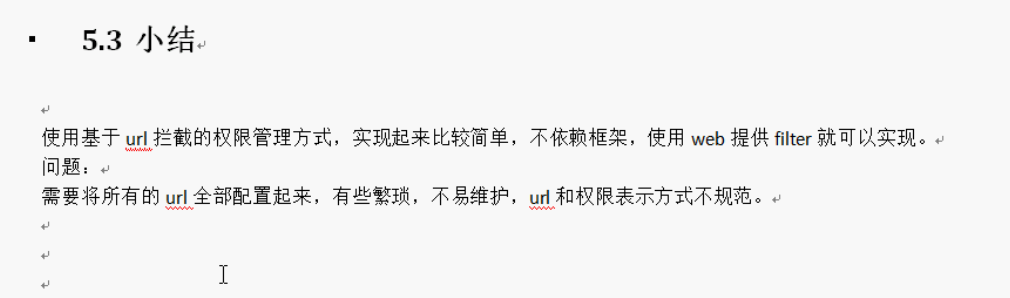 5.3 小结
使用基于 url 拦截的权限管理方式，实现起来比较简单，不依赖框架，使用 web 提供 filter 就可以实现。
问题：
需要将所有的 url 全部配置起来，有些繁琐，不易维护，url 和权限表示方式不规范。